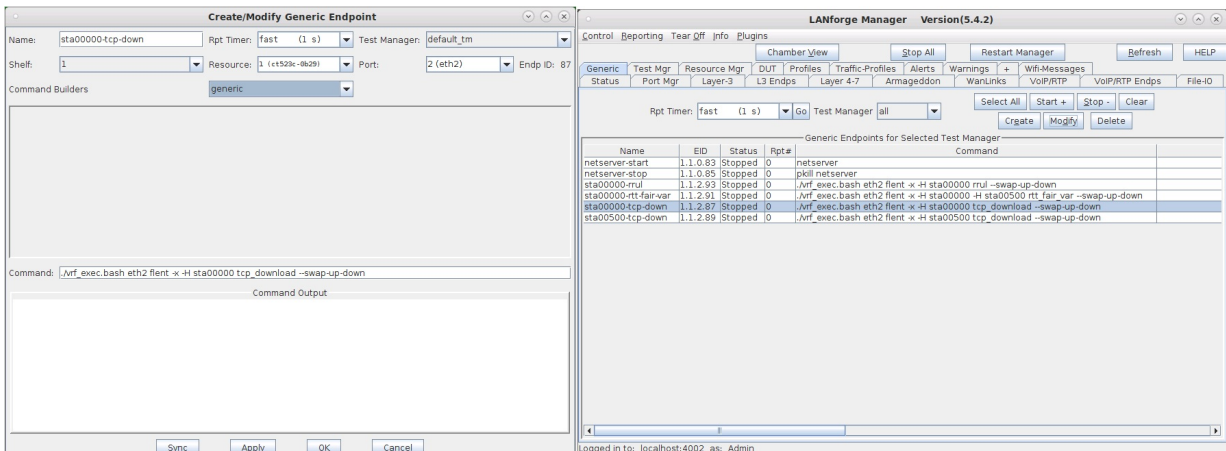 Create/Modify Generic Endpoint
Name: sta00000-tcp-down Rpt Timer: fast (1 s) Test Manager: default_tm
Shelf: 1 Resource: 1 (ct523c-0b29) Port: 2 (eth2) Endp ID: 87
Command Builders generic
Command: ./vrf_exec.bash eth2 flent -x -H sta00000 tcp_download --swap-up-down
Command Output
Sync Apply OK Cancel
LANforge Manager Version(5.4.2)
Control Reporting Tear Off Info Plugins
Chamber View Stop All Restart Manager Refresh HELP
Generic Test Mgr Resource Mgr DUT Profiles Traffic-Profiles Alerts Warnings + Wifi-Messages
Status Port Mgr Layer-3 L3 Endps Layer 4-7 Armageddon WanLinks VoIP/RTP VoIP/RTP Endps File-IO
Rpt Timer: fast (1 s) Go Test Manager all Select All Start + Stop - Clear
Create Modify Delete
Generic Endpoints for Selected Test Manager
Name EID Status Rpt# Command
netserver-start 1.1.0.83 Stopped 0 netserver
netserver-stop 1.1.0.85 Stopped 0 pkill netserver
sta00000-rrul 1.1.2.93 Stopped 0 ./vrf_exec.bash eth2 flent -x -H sta00000 rrul --swap-up-down
sta00000-rtt-fair-var 1.1.2.91 Stopped 0 ./vrf_exec.bash eth2 flent -x -H sta00000 -H sta00500 rtt_fair_var --swap-up-down
sta00000-tcp-down 1.1.2.87 Stopped 0 ./vrf_exec.bash eth2 flent -x -H sta00000 tcp_download --swap-up-down
sta00500-tcp-down 1.1.2.89 Stopped 0 ./vrf_exec.bash eth2 flent -x -H sta00500 tcp_download --swap-up-down
Logged in to: localhost:4002 as: Admin